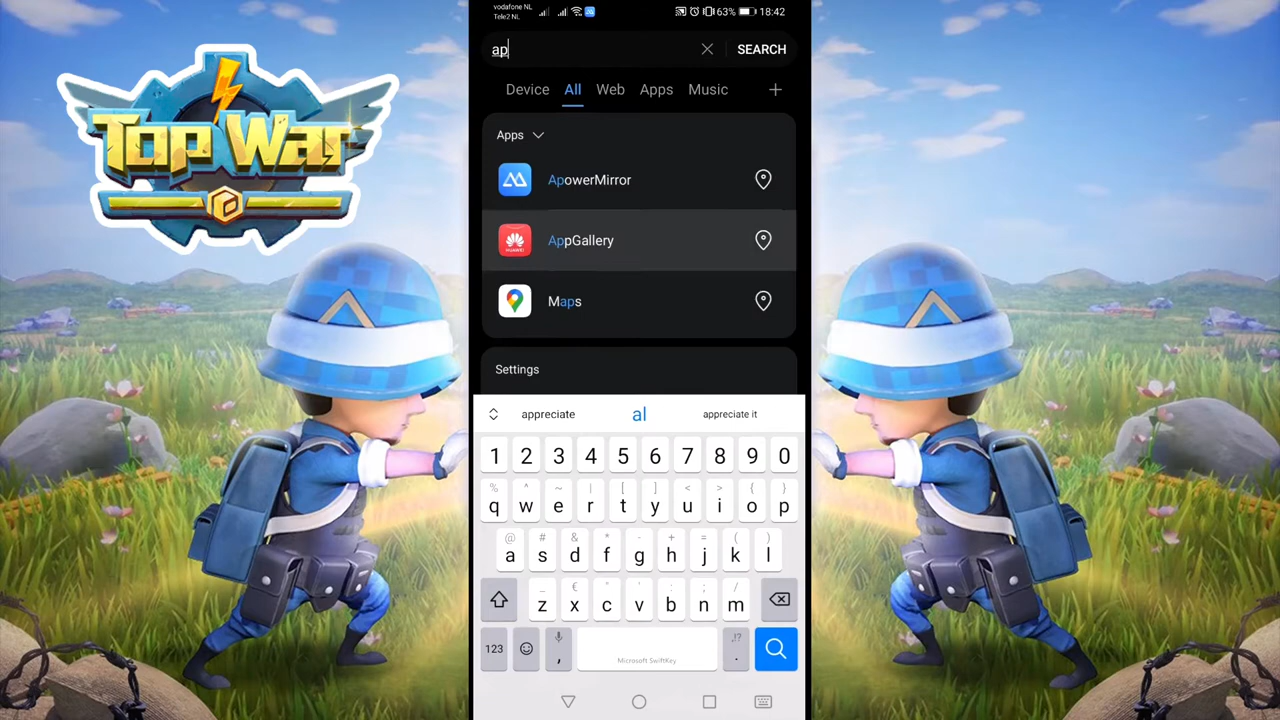 Top War
vodafone NL
Tele2 NL
63% 18:42
ap SEARCH
Device All Web Apps Music +
Apps
ApowerMirror
AppGallery
HUAWEI
Maps
Settings
appreciate al appreciate it
1 2 3 4 5 6 7 8 9 0
% ^ ~ | [ ] < > { }
q w e r t y u i o p
@ # & * - + = ( )
a s d f g h j k l
_ € " ' : ; /
z x c v b n m
,!?
123 , Microsoft SwiftKey .